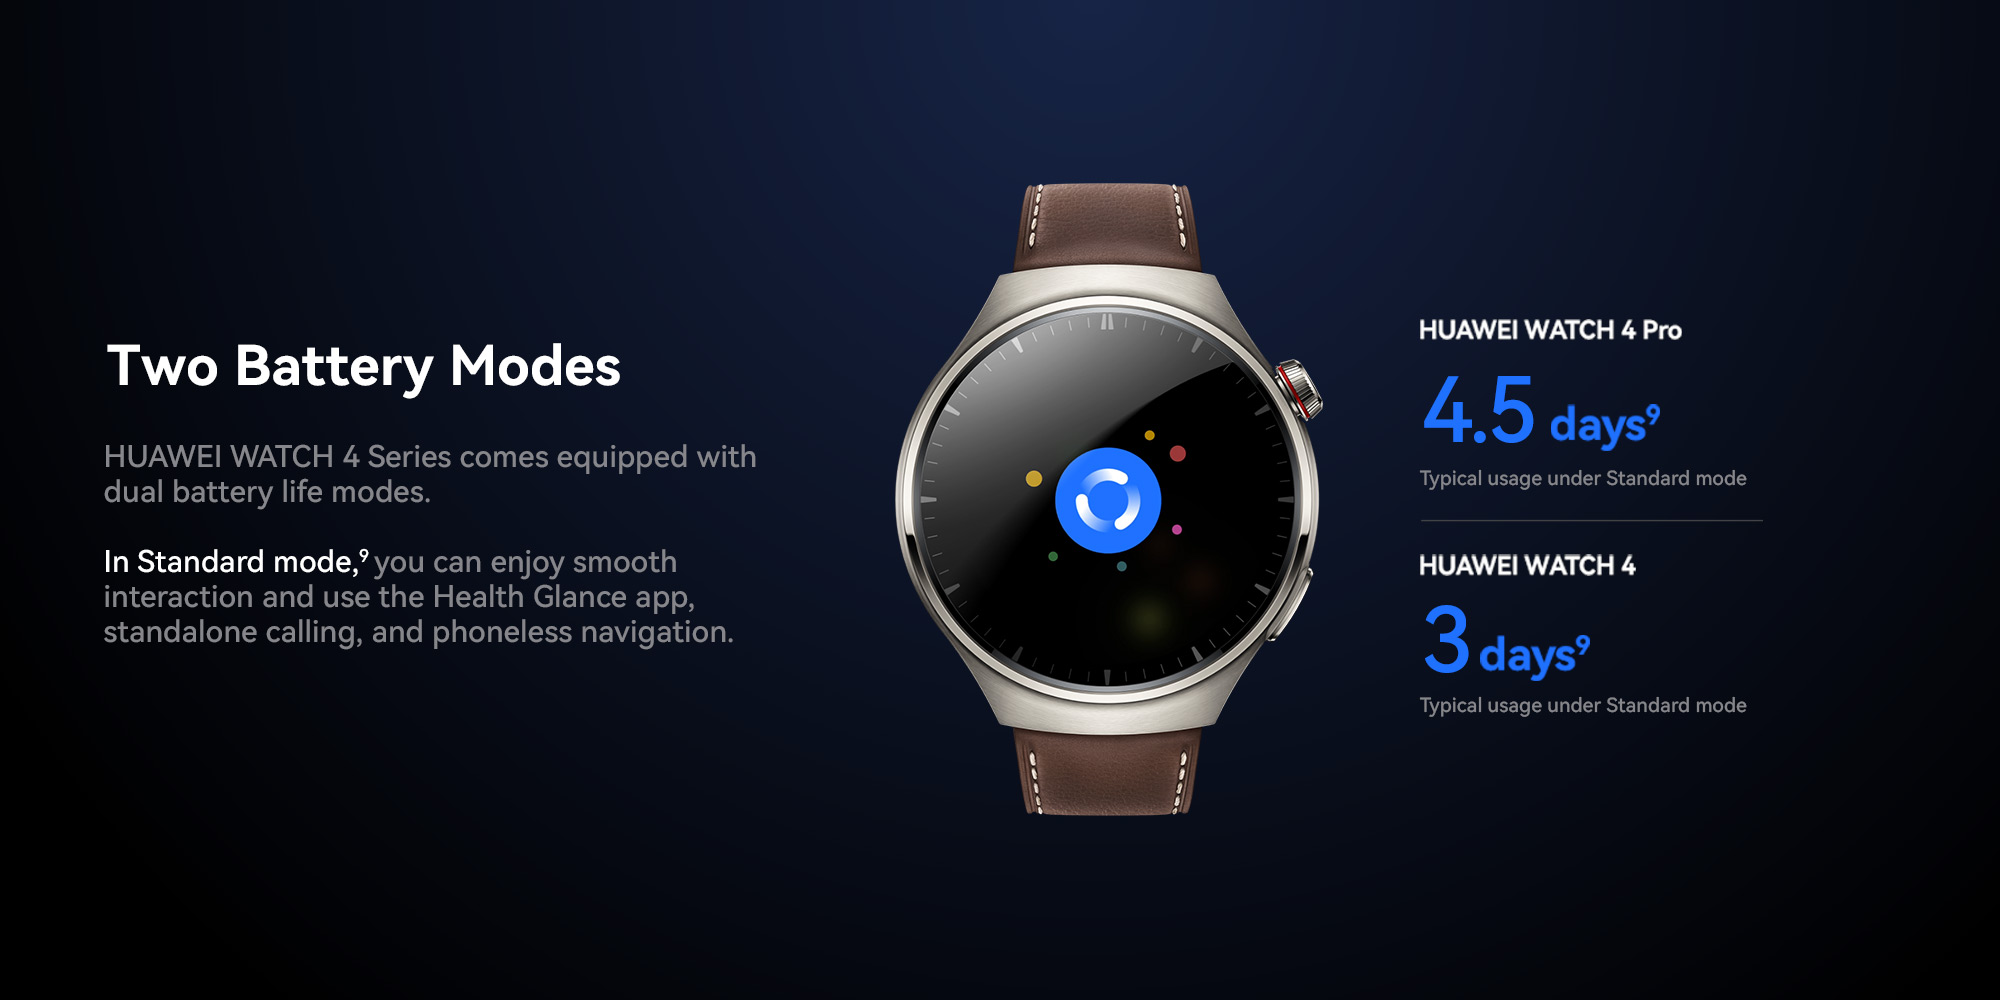 Two Battery Modes
HUAWEI WATCH 4 Series comes equipped with
dual battery life modes.
In Standard mode,⁹ you can enjoy smooth
interaction and use the Health Glance app,
standalone calling, and phoneless navigation.
HUAWEI WATCH 4 Pro
4.5 days⁹
Typical usage under Standard mode
HUAWEI WATCH 4
3 days⁹
Typical usage under Standard mode